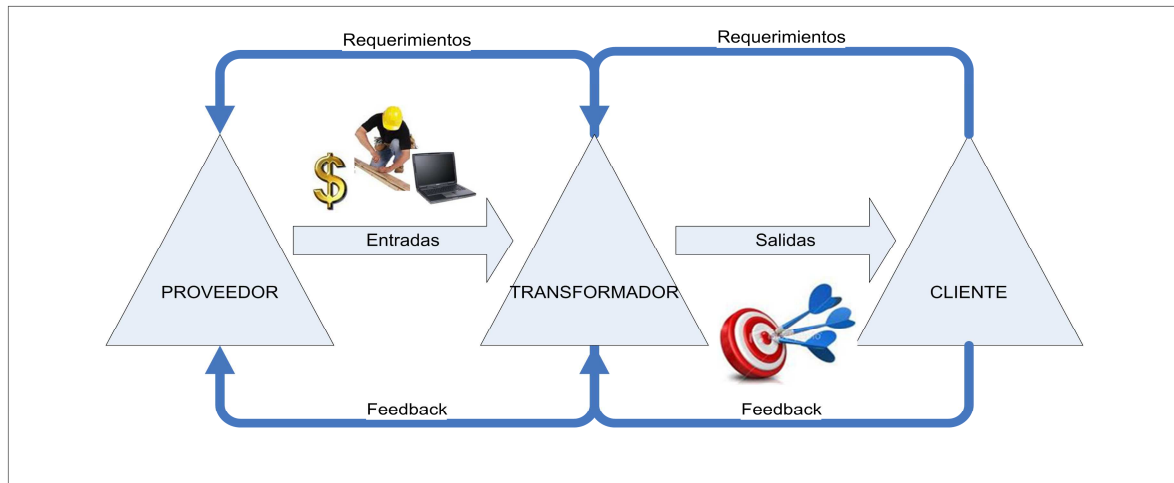 Requerimientos
Requerimientos
Entradas
Salidas
PROVEEDOR
TRANSFORMADOR
CLIENTE
Feedback
Feedback